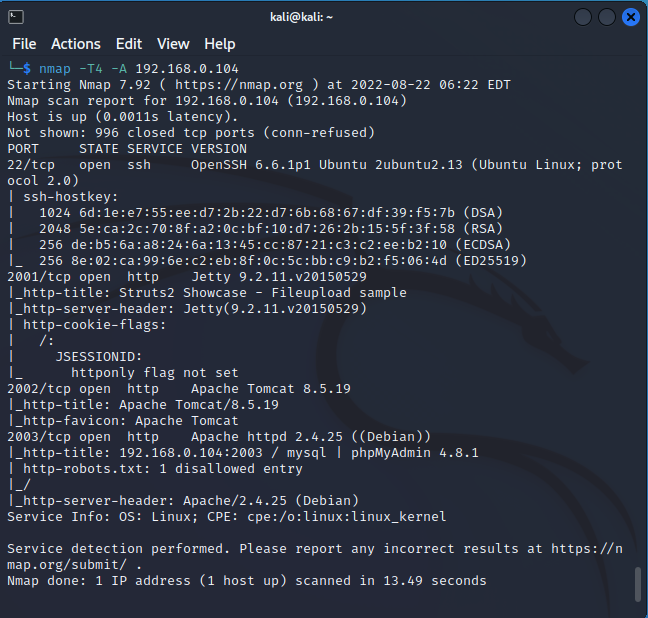 kali@kali: ~
File Actions Edit View Help
└─$ nmap -T4 -A 192.168.0.104
Starting Nmap 7.92 ( https://nmap.org ) at 2022-08-22 06:22 EDT
Nmap scan report for 192.168.0.104 (192.168.0.104)
Host is up (0.0011s latency).
Not shown: 996 closed tcp ports (conn-refused)
PORT     STATE SERVICE VERSION
22/tcp   open  ssh     OpenSSH 6.6.1p1 Ubuntu 2ubuntu2.13 (Ubuntu Linux; prot
ocol 2.0)
| ssh-hostkey:
|   1024 6d:1e:e7:55:ee:d7:2b:22:d7:6b:68:67:df:39:f5:7b (DSA)
|   2048 5e:ca:2c:70:8f:a2:0c:bf:10:d7:26:2b:15:5f:3f:58 (RSA)
|   256 de:b5:6a:a8:24:6a:13:45:cc:87:21:c3:c2:ee:b2:10 (ECDSA)
|_  256 8e:02:ca:99:6e:c2:eb:8f:0c:5c:bb:c9:b2:f5:06:4d (ED25519)
2001/tcp open  http    Jetty 9.2.11.v20150529
|_http-title: Struts2 Showcase - Fileupload sample
|_http-server-header: Jetty(9.2.11.v20150529)
| http-cookie-flags:
|   /:
|     JSESSIONID:
|_      httponly flag not set
2002/tcp open  http    Apache Tomcat 8.5.19
|_http-title: Apache Tomcat/8.5.19
|_http-favicon: Apache Tomcat
2003/tcp open  http    Apache httpd 2.4.25 ((Debian))
|_http-title: 192.168.0.104:2003 / mysql | phpMyAdmin 4.8.1
| http-robots.txt: 1 disallowed entry
|_/
|_http-server-header: Apache/2.4.25 (Debian)
Service Info: OS: Linux; CPE: cpe:/o:linux:linux_kernel
Service detection performed. Please report any incorrect results at https://n
map.org/submit/ .
Nmap done: 1 IP address (1 host up) scanned in 13.49 seconds